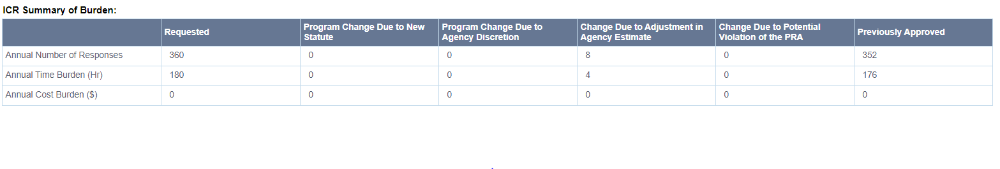 ICR Summary of Burden:
Requested
Program Change Due to New
Statute
Program Change Due to
Agency Discretion
Change Due to Adjustment in
Agency Estimate
Change Due to Potential
Violation of the PRA
Previously Approved
Annual Number of Responses 360 0 0 8 0 352
Annual Time Burden (Hr) 180 0 0 4 0 176
Annual Cost Burden ($) 0 0 0 0 0 0